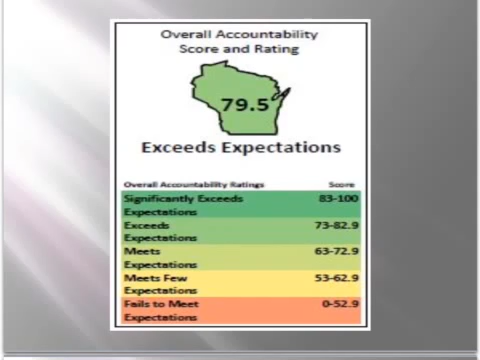 Overall Accountability
Score and Rating
79.5
Exceeds Expectations
Overall Accountability Ratings Score
Significantly Exceeds 83-100
Expectations
Exceeds 73-82.9
Expectations
Meets 63-72.9
Expectations
Meets Few 53-62.9
Expectations
Fails to Meet 0-52.9
Expectations